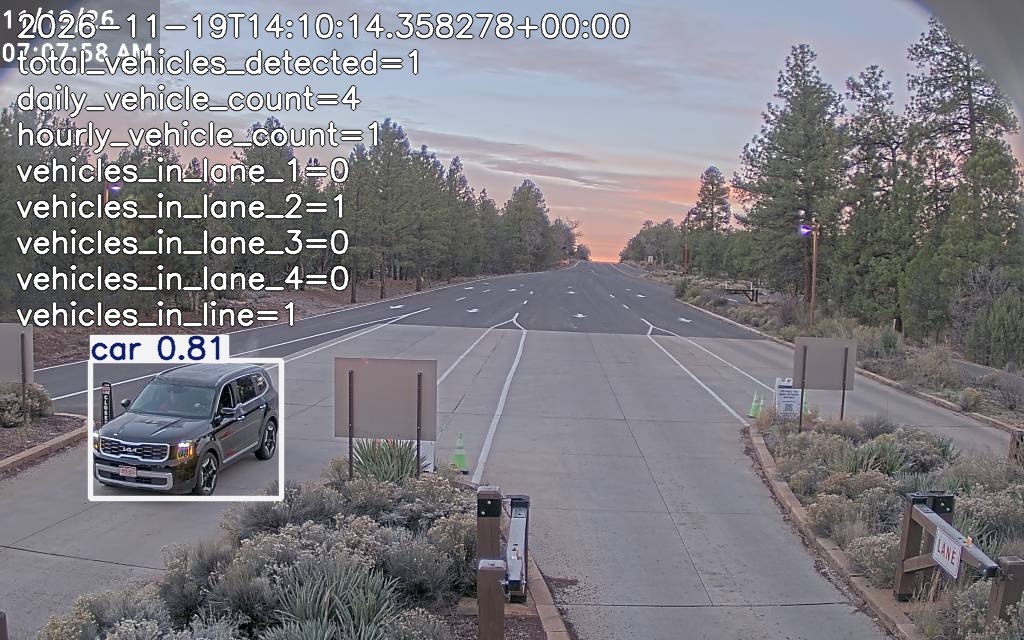 2026-11-19T14:10:14.358278+00:00
07:07:58 AM
total_vehicles_detected=1
daily_vehicle_count=4
hourly_vehicle_count=1
vehicles_in_lane_1=0
vehicles_in_lane_2=1
vehicles_in_lane_3=0
vehicles_in_lane_4=0
vehicles_in_line=1
car 0.81
KIA
LANE